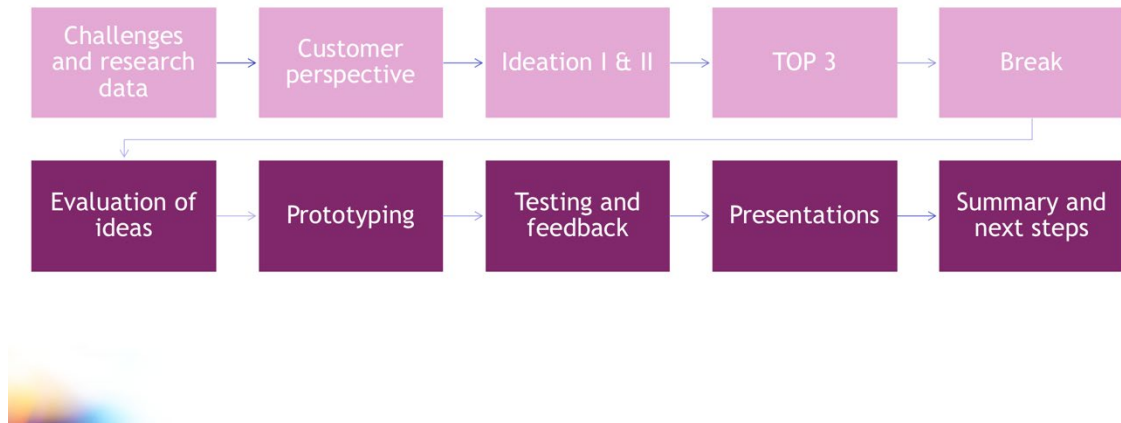 Challenges
and research
data
Customer
perspective
Ideation I & II
TOP 3
Break
Evaluation of
ideas
Prototyping
Testing and
feedback
Presentations
Summary and
next steps